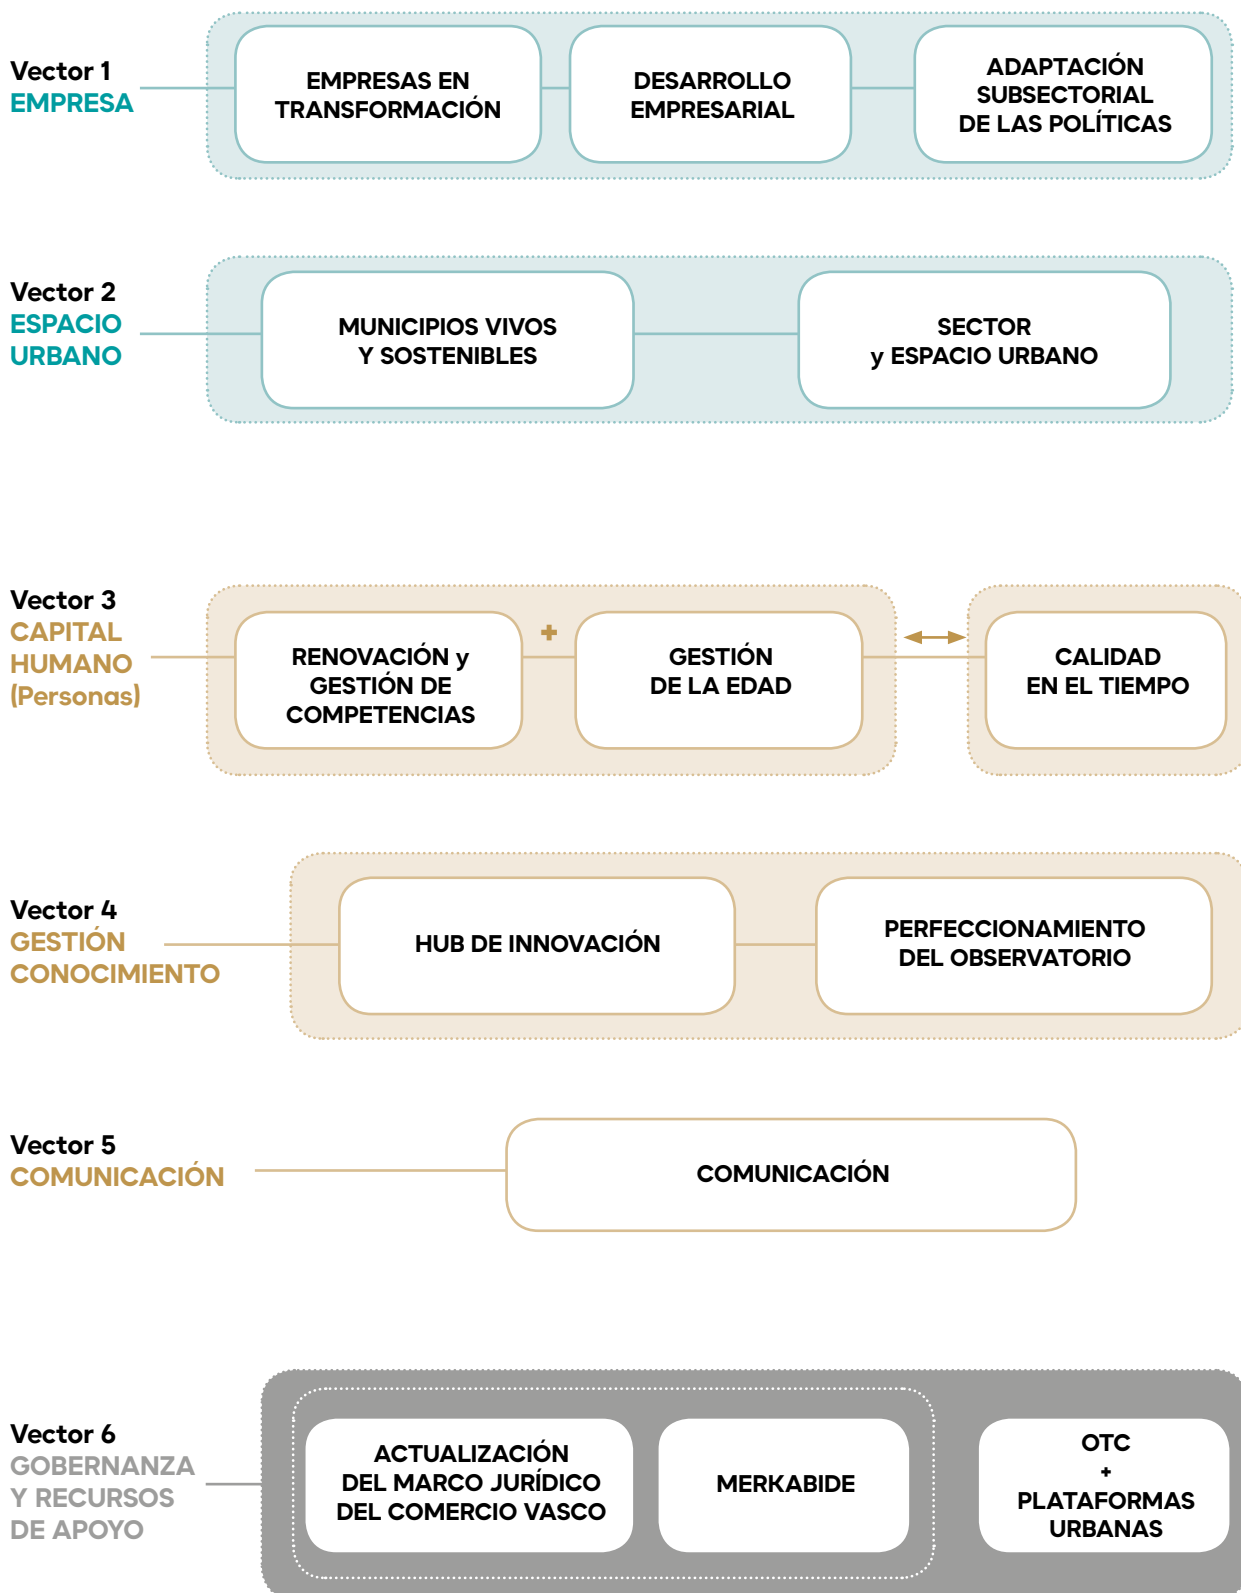 Vector 1
EMPRESA
EMPRESAS EN
TRANSFORMACIÓN
DESARROLLO
EMPRESARIAL
ADAPTACIÓN
SUBSECTORIAL
DE LAS POLÍTICAS
Vector 2
ESPACIO
URBANO
MUNICIPIOS VIVOS
Y SOSTENIBLES
SECTOR
y ESPACIO URBANO
Vector 3
CAPITAL
HUMANO
(Personas)
RENOVACIÓN y
GESTIÓN DE
COMPETENCIAS
+
GESTIÓN
DE LA EDAD
CALIDAD
EN EL TIEMPO
Vector 4
GESTIÓN
CONOCIMIENTO
HUB DE INNOVACIÓN
PERFECCIONAMIENTO
DEL OBSERVATORIO
Vector 5
COMUNICACIÓN
COMUNICACIÓN
Vector 6
GOBERNANZA
Y RECURSOS
DE APOYO
ACTUALIZACIÓN
DEL MARCO JURÍDICO
DEL COMERCIO VASCO
MERKABIDE
OTC
+
PLATAFORMAS
URBANAS